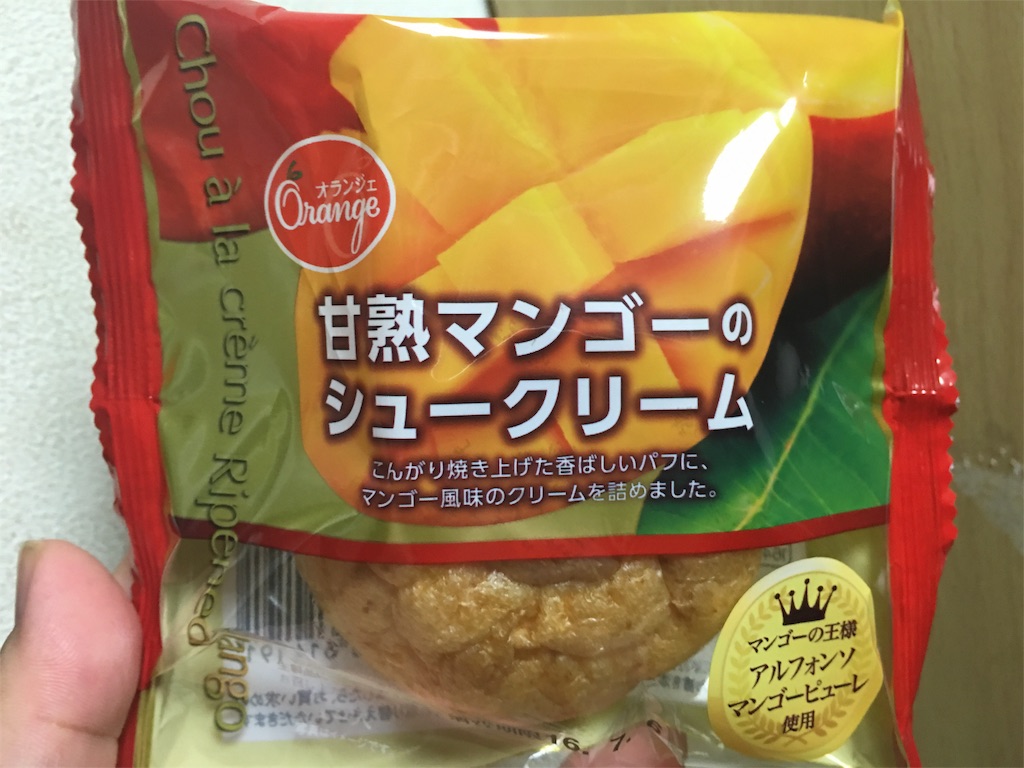 Chou à la crème Ripened Mango
オランジェ
Orange
甘熟マンゴーの
シュークリーム
こんがり焼き上げた香ばしいパフに、
マンゴー風味のクリームを詰めました。
マンゴーの王様
アルフォンソ
マンゴーピューレ
使用